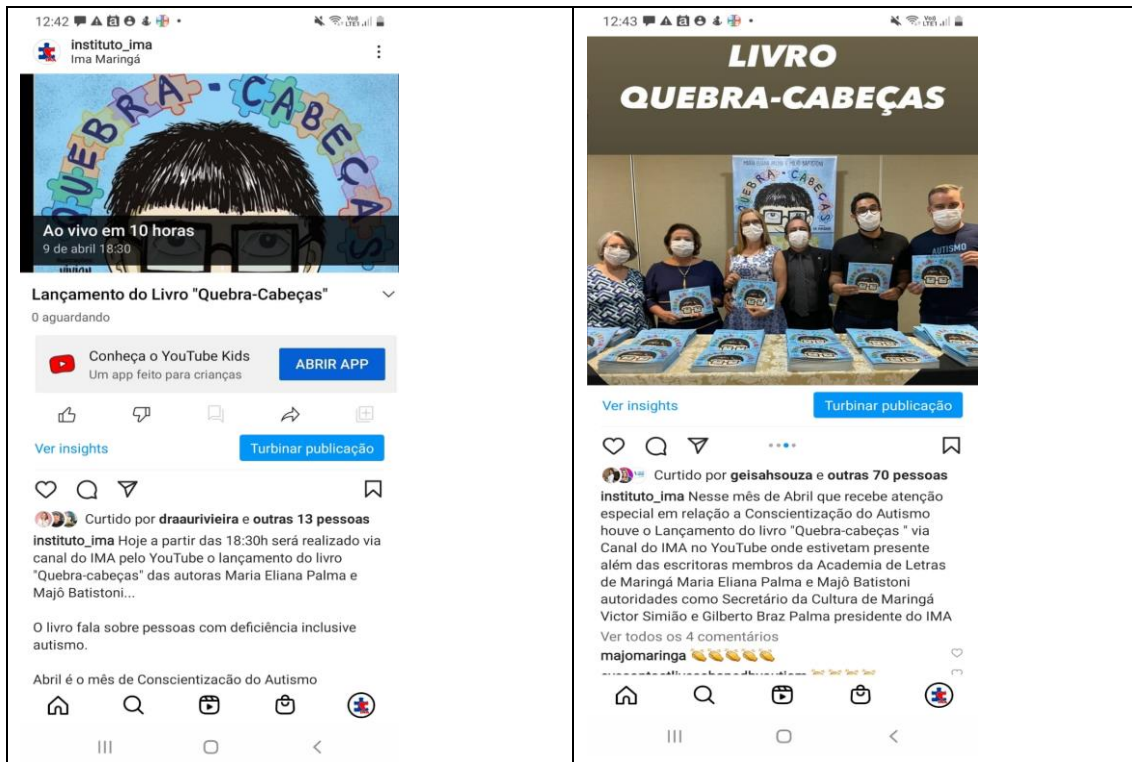 12:42
instituto_ima
Ima Maringá
QUEBRA-CABEÇAS
Ao vivo em 10 horas
9 de abril 18:30
VIVIAN
Lançamento do Livro "Quebra-Cabeças"
0 aguardando
Conheça o YouTube Kids
Um app feito para crianças
ABRIR APP
Ver insights
Turbinar publicação
Curtido por draaurivieira e outras 13 pessoas
instituto_ima Hoje a partir das 18:30h será realizado via
canal do IMA pelo YouTube o lançamento do livro
"Quebra-cabeças" das autoras Maria Eliana Palma e
Majô Batistoni...
O livro fala sobre pessoas com deficiência inclusive
autismo.
Abril é o mês de Conscientização do Autismo
12:43
LIVRO
QUEBRA-CABEÇAS
QUEBRA-CABEÇAS
AUTISMO
Ver insights
Turbinar publicação
Curtido por geisahsouza e outras 70 pessoas
instituto_ima Nesse mês de Abril que recebe atenção
especial em relação a Conscientização do Autismo
houve o Lançamento do livro "Quebra-cabeças " via
Canal do IMA no YouTube onde estivetam presente
além das escritoras membros da Academia de Letras
de Maringá Maria Eliana Palma e Majô Batistoni
autoridades como Secretário da Cultura de Maringá
Victor Simião e Gilberto Braz Palma presidente do IMA
Ver todos os 4 comentários
majomaringa 👏👏👏👏👏